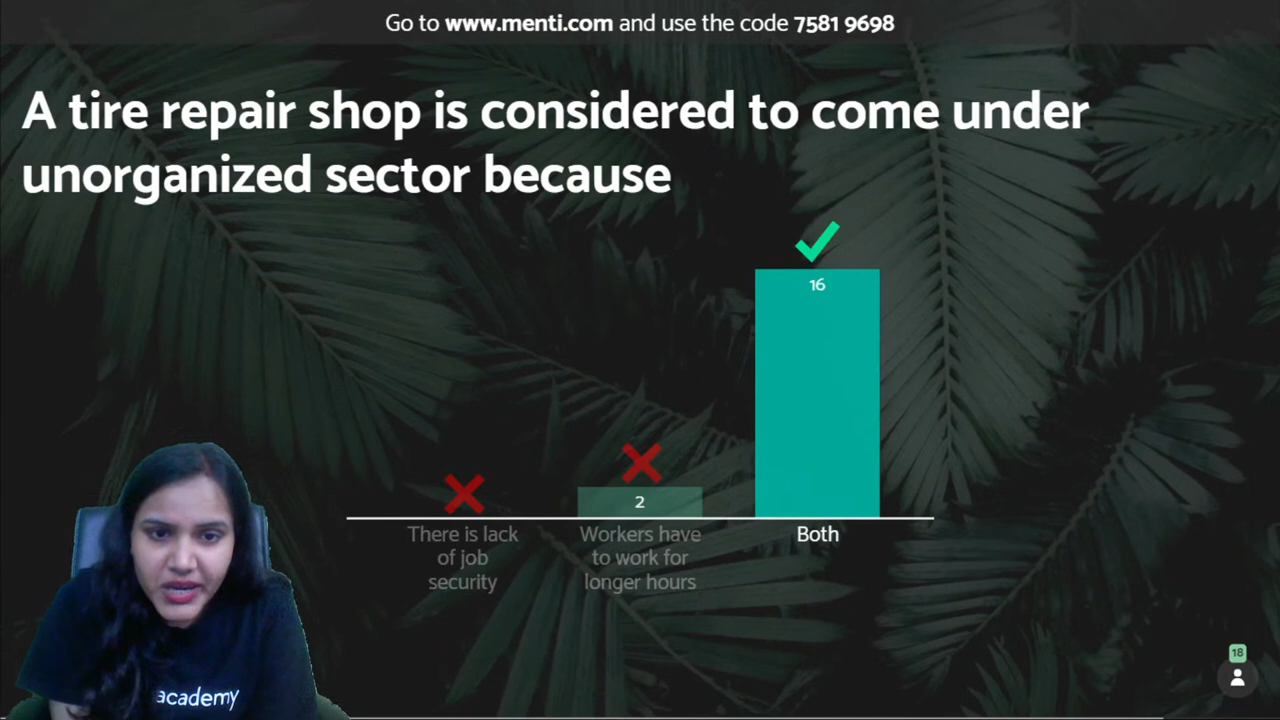 Go to www.menti.com and use the code 7581 9698
A tire repair shop is considered to come under
unorganized sector because
16
2
There is lack
of job
security
Workers have
to work for
longer hours
Both
18
academy